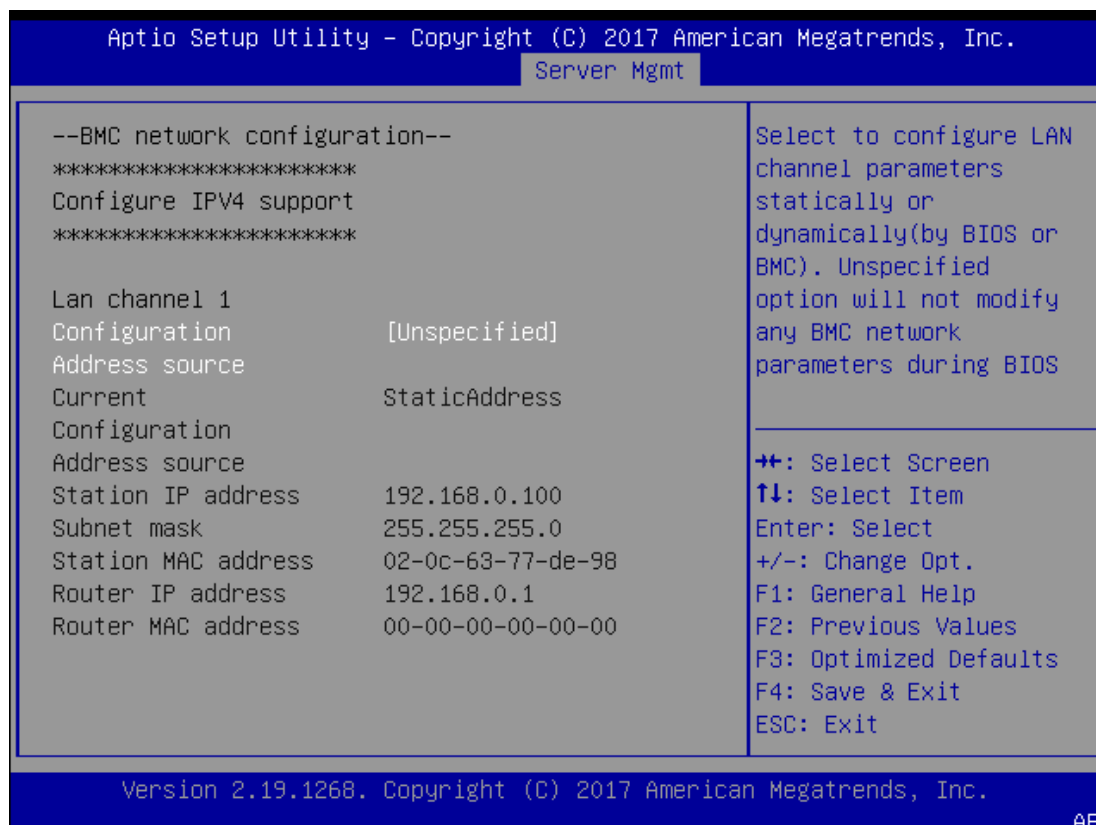 Aptio Setup Utility – Copyright (C) 2017 American Megatrends, Inc.
Server Mgmt
--BMC network configuration--
**********************
Configure IPV4 support
**********************
Lan channel 1
Configuration [Unspecified]
Address source
Current StaticAddress
Configuration
Address source
Station IP address 192.168.0.100
Subnet mask 255.255.255.0
Station MAC address 02-0c-63-77-de-98
Router IP address 192.168.0.1
Router MAC address 00-00-00-00-00-00
Select to configure LAN
channel parameters
statically or
dynamically(by BIOS or
BMC). Unspecified
option will not modify
any BMC network
parameters during BIOS
→←: Select Screen
↑↓: Select Item
Enter: Select
+/-: Change Opt.
F1: General Help
F2: Previous Values
F3: Optimized Defaults
F4: Save & Exit
ESC: Exit
Version 2.19.1268. Copyright (C) 2017 American Megatrends, Inc.